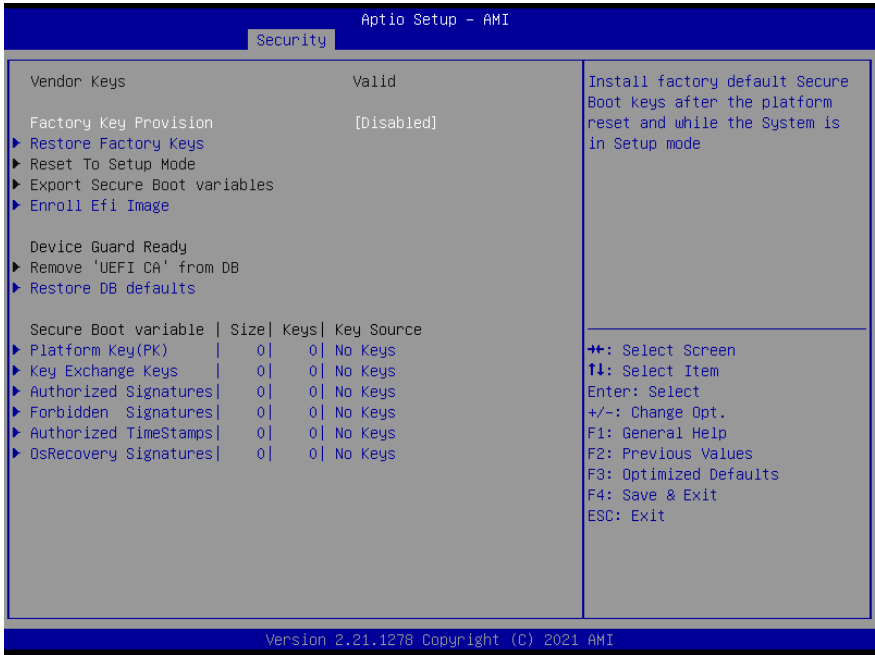 Aptio Setup – AMI
Security
Vendor Keys Valid
Factory Key Provision [Disabled]
Restore Factory Keys
Reset To Setup Mode
Export Secure Boot variables
Enroll Efi Image
Device Guard Ready
Remove 'UEFI CA' from DB
Restore DB defaults
Secure Boot variable | Size| Keys| Key Source
Platform Key(PK) | 0| 0| No Keys
Key Exchange Keys | 0| 0| No Keys
Authorized Signatures| 0| 0| No Keys
Forbidden Signatures| 0| 0| No Keys
Authorized TimeStamps| 0| 0| No Keys
OsRecovery Signatures| 0| 0| No Keys
Install factory default Secure
Boot keys after the platform
reset and while the System is
in Setup mode
→←: Select Screen
↑↓: Select Item
Enter: Select
+/-: Change Opt.
F1: General Help
F2: Previous Values
F3: Optimized Defaults
F4: Save & Exit
ESC: Exit
Version 2.21.1278 Copyright (C) 2021 AMI